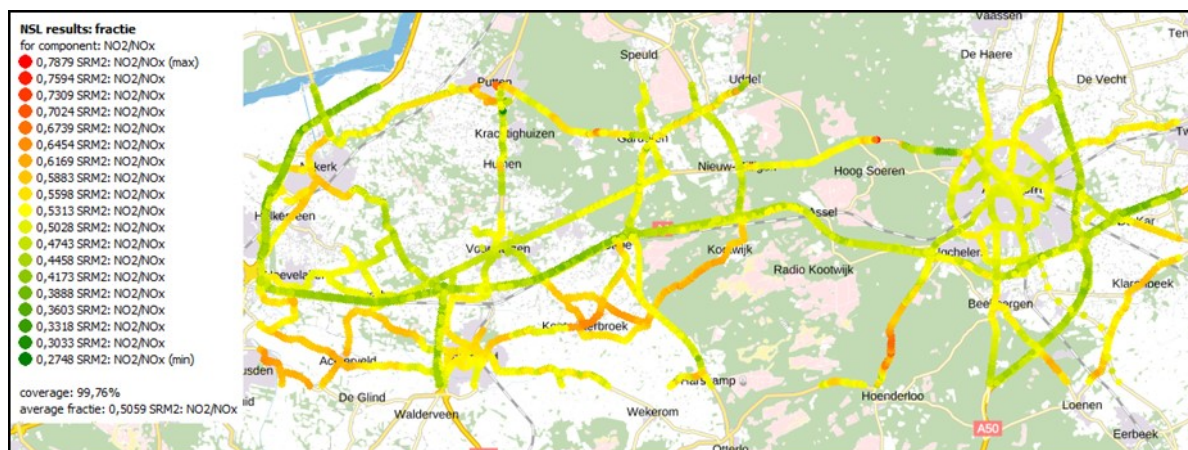 NSL results: fractie
for component: NO2/NOx
0,7879 SRM2: NO2/NOx (max)
0,7594 SRM2: NO2/NOx
0,7309 SRM2: NO2/NOx
0,7024 SRM2: NO2/NOx
0,6739 SRM2: NO2/NOx
0,6454 SRM2: NO2/NOx
0,6169 SRM2: NO2/NOx
0,5883 SRM2: NO2/NOx
0,5598 SRM2: NO2/NOx
0,5313 SRM2: NO2/NOx
0,5028 SRM2: NO2/NOx
0,4743 SRM2: NO2/NOx
0,4458 SRM2: NO2/NOx
0,4173 SRM2: NO2/NOx
0,3888 SRM2: NO2/NOx
0,3603 SRM2: NO2/NOx
0,3318 SRM2: NO2/NOx
0,3033 SRM2: NO2/NOx
0,2748 SRM2: NO2/NOx (min)
coverage: 99,76%
average fractie: 0,5059 SRM2: NO2/NOx
Vaassen
Speuld
De Haere
Putten
Uddel
De Vecht
Krachtighuizen
Hoog Soeren
Assel
Kootwijk
Radio Kootwijk
Klarenbeek
De Glind
Walderveen
Wekerom
Hoenderloo
Loenen
Otterlo
A50
Eerbeek